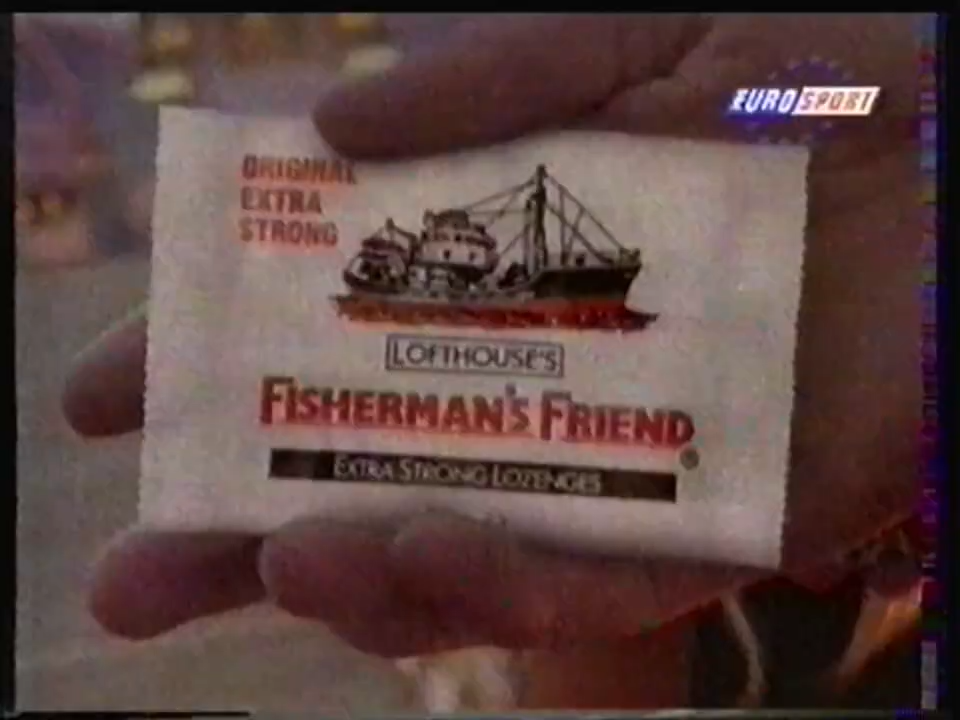 EUROSPORT
ORIGINAL
EXTRA
STRONG
LOFTHOUSE'S
FISHERMAN'S FRIEND
EXTRA STRONG LOZENGES